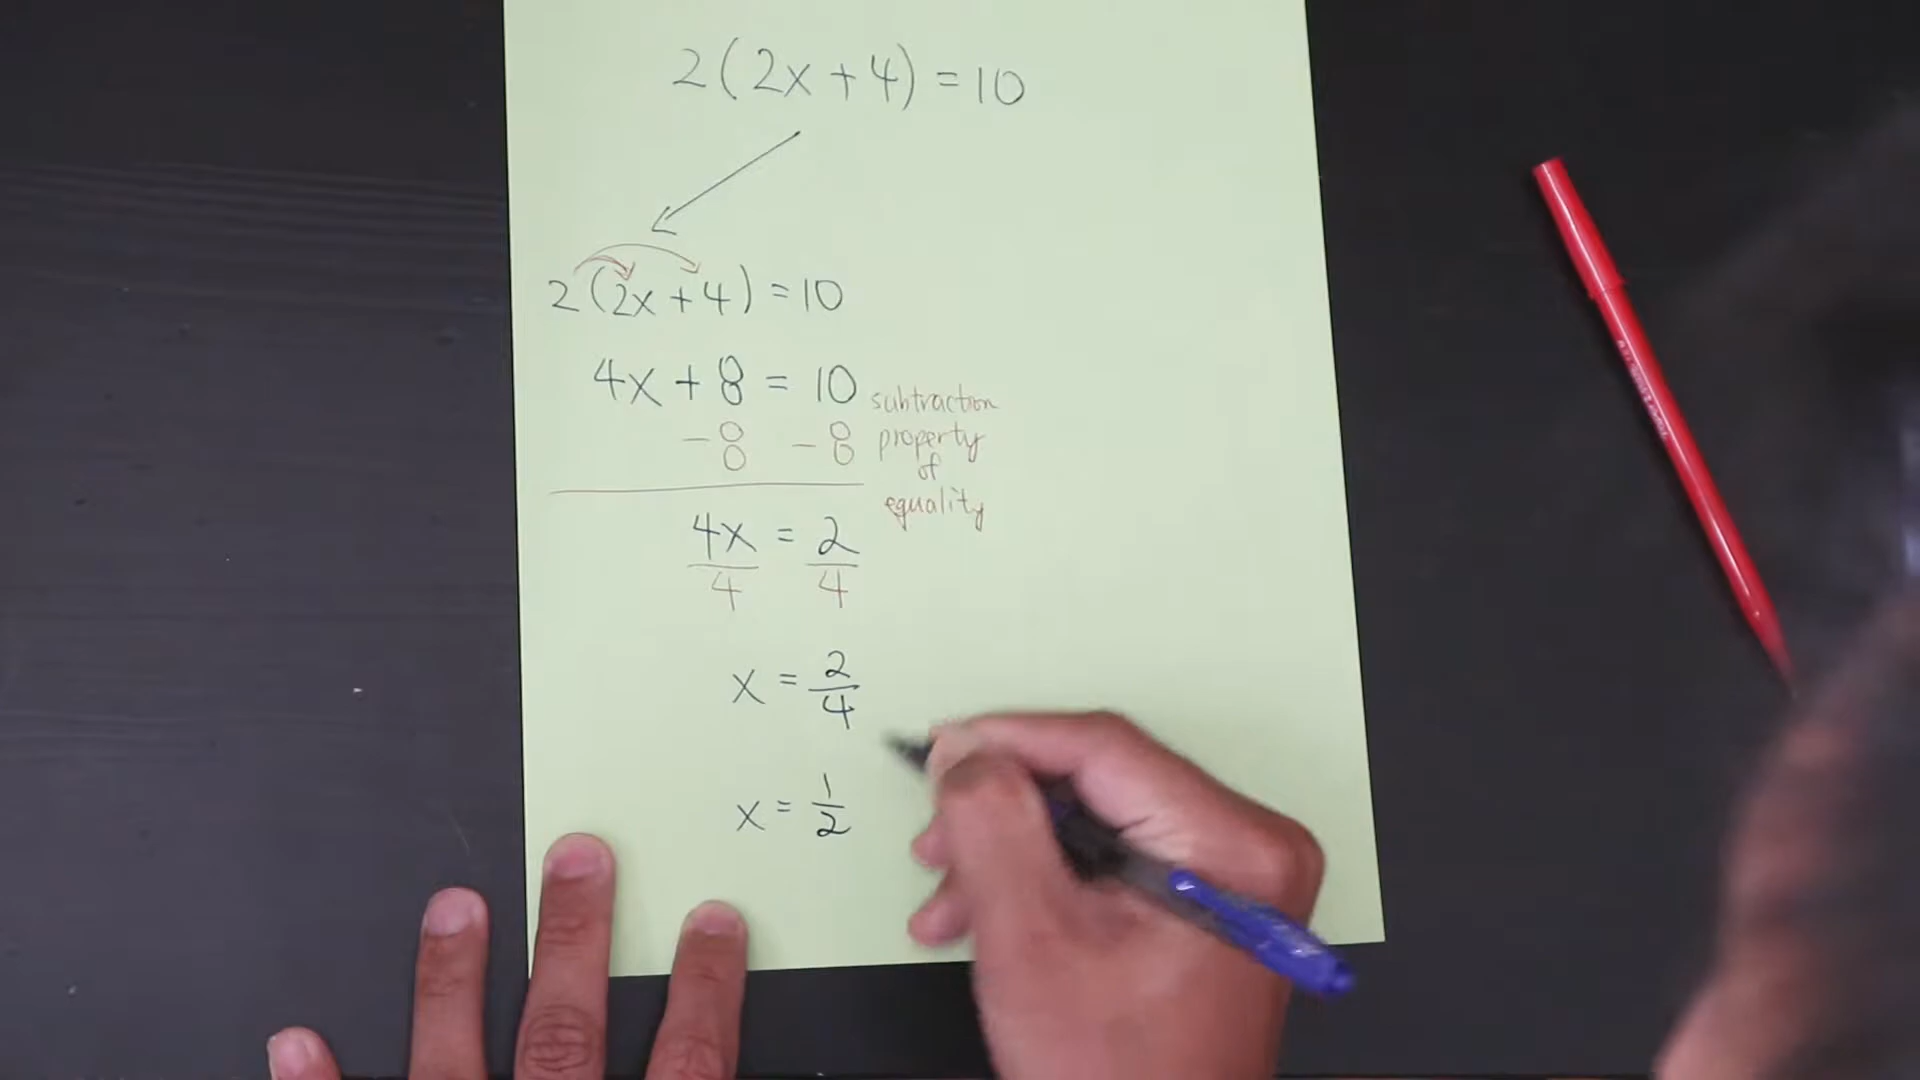 2(2x+4)=10
2(2x+4)=10
4x+8=10
-8 -8
subtraction
property
of
equality
4x/4 = 2/4
x = 2/4
x = 1/2